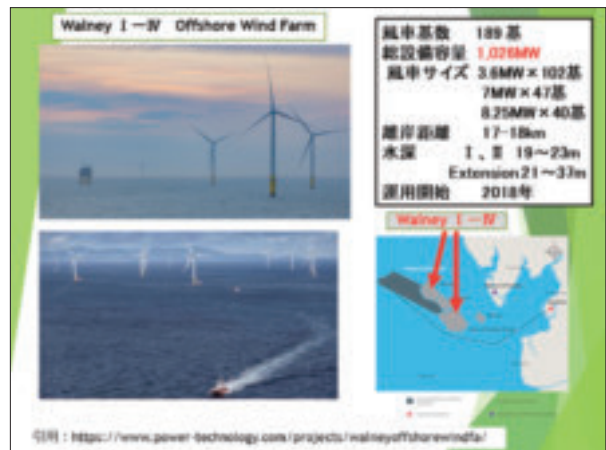 Walney Ⅰ－Ⅳ Offshore Wind Farm
風車基数 189基
総設備容量 1,026MW
風車サイズ 3.6MW×102基
7MW×47基
8.25MW×40基
離岸距離 17-18km
水深 Ⅰ、Ⅱ 19～23m
Extension 21～37m
運用開始 2018年
Walney Ⅰ－Ⅳ
引用：https://www.power-technology.com/projects/walneyoffshorewindfa/